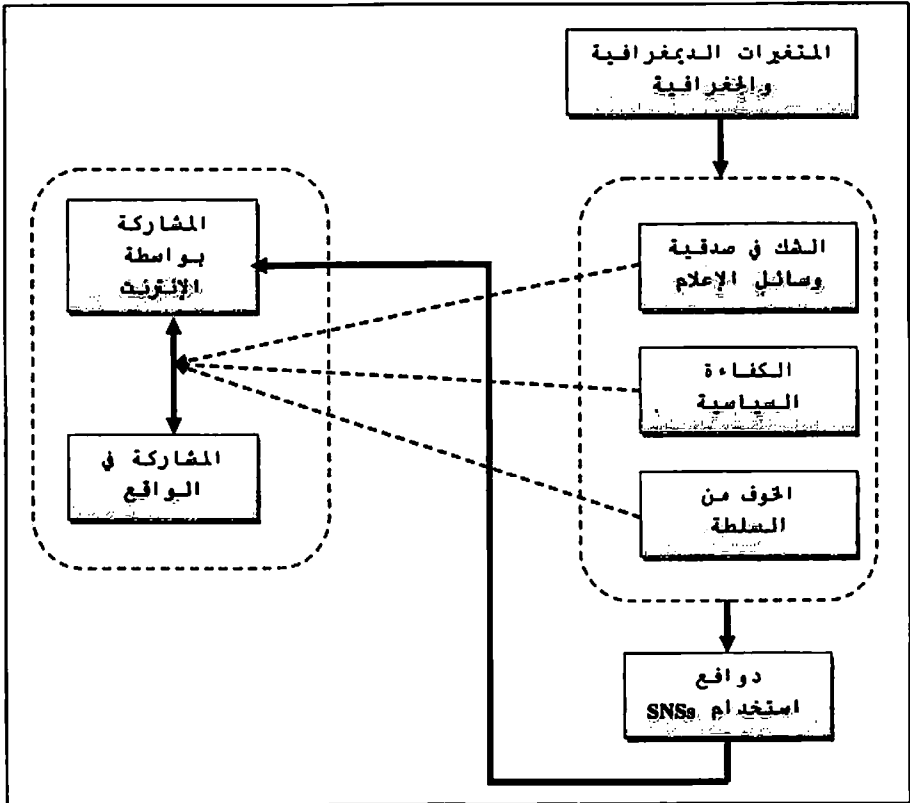 المتغيرات الديمغرافية
والجغرافية
المشاركة
بواسطة
الإنترنت
الشك في صدقية
وسائل الإعلام
الكفاءة
السياسية
المشاركة في
الواقع
الخوف من
السلطة
دوافع
استخدام SNSs